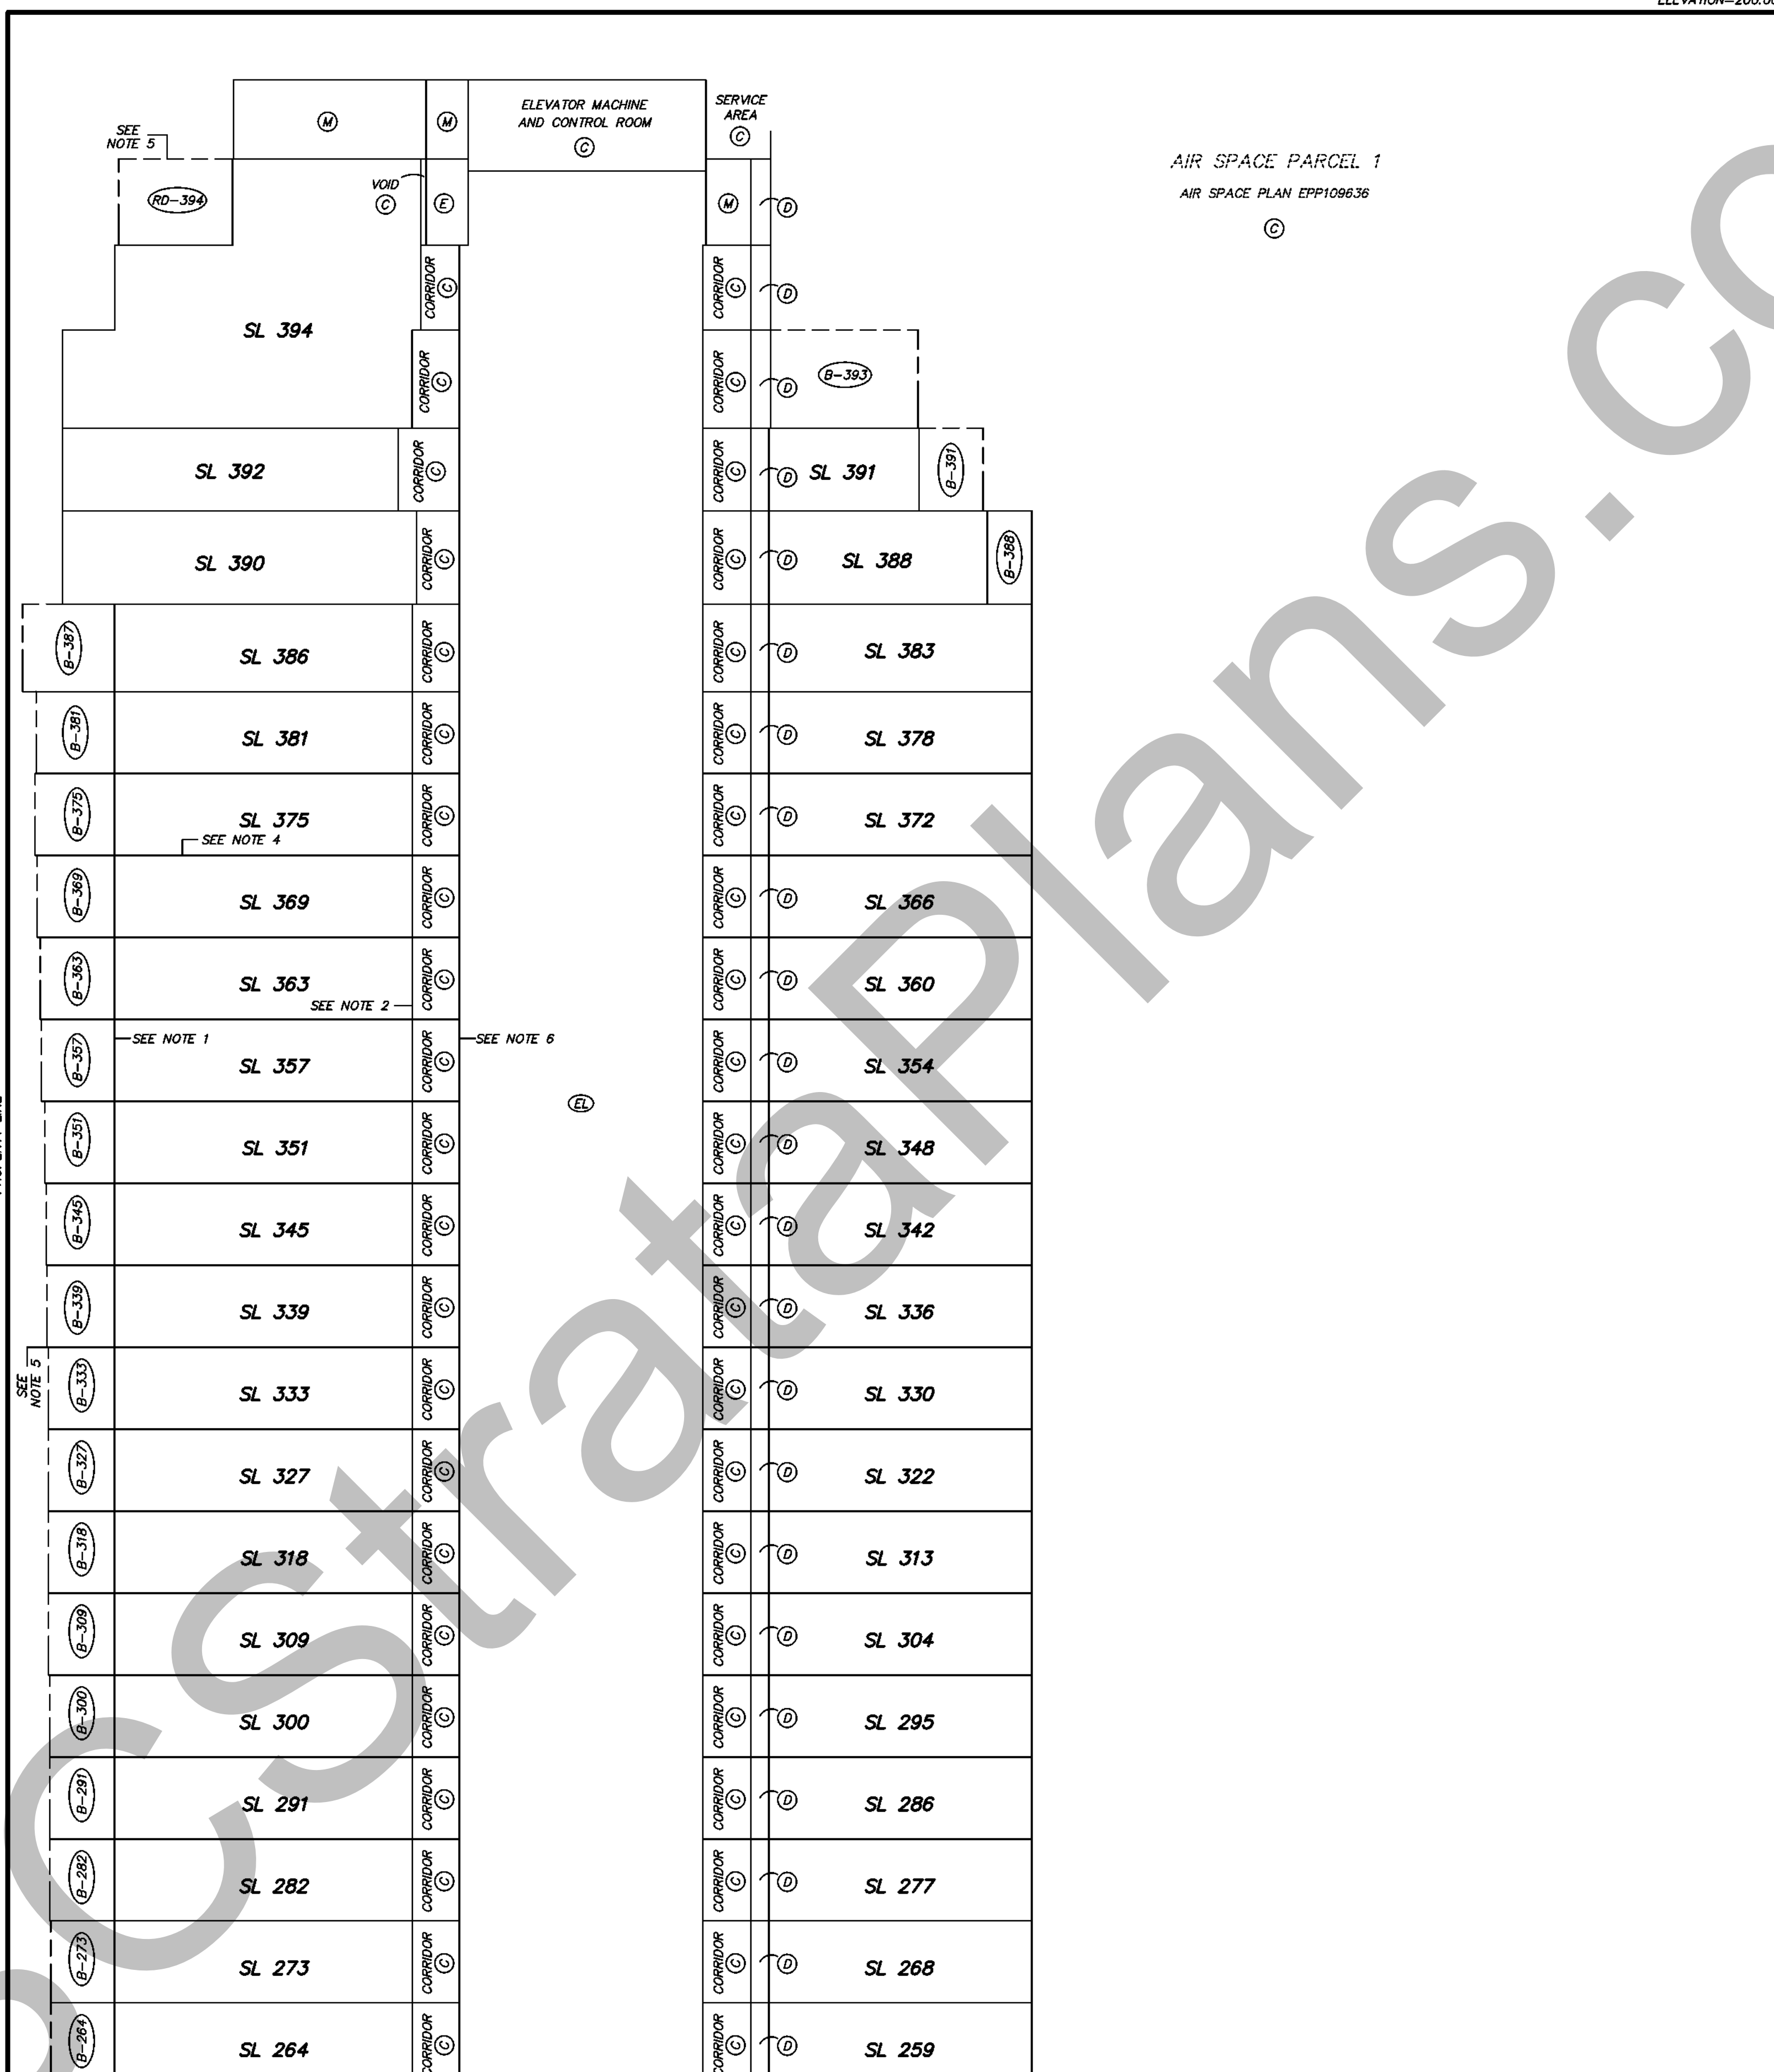 SERVICE
AREA
C
ELEVATOR MACHINE
AND CONTROL ROOM
C
M
M
SEE
NOTE 5
AIR SPACE PARCEL 1
AIR SPACE PLAN EPP109636
C
RD-394
VOID
C
E
M
D
CORRIDOR C
CORRIDOR C
D
SL 394
CORRIDOR C
CORRIDOR C
D
B-393
SL 392
CORRIDOR C
CORRIDOR C
D
SL 391
B-391
SL 390
CORRIDOR C
CORRIDOR C
D
SL 388
B-388
B-387
SL 386
CORRIDOR C
CORRIDOR C
D
SL 383
B-381
SL 381
CORRIDOR C
CORRIDOR C
D
SL 378
B-375
SL 375
SEE NOTE 4
CORRIDOR C
CORRIDOR C
D
SL 372
B-369
SL 369
CORRIDOR C
CORRIDOR C
D
SL 366
B-363
SL 363
SEE NOTE 2
CORRIDOR C
CORRIDOR C
D
SL 360
SEE NOTE 1
SEE NOTE 6
B-357
SL 357
CORRIDOR C
CORRIDOR C
D
SL 354
EL
B-351
SL 351
CORRIDOR C
CORRIDOR C
D
SL 348
B-345
SL 345
CORRIDOR C
CORRIDOR C
D
SL 342
B-339
SL 339
CORRIDOR C
CORRIDOR C
D
SL 336
SEE
NOTE 5
B-333
SL 333
CORRIDOR C
CORRIDOR C
D
SL 330
B-327
SL 327
CORRIDOR C
CORRIDOR C
D
SL 322
B-318
SL 318
CORRIDOR C
CORRIDOR C
D
SL 313
B-309
SL 309
CORRIDOR C
CORRIDOR C
D
SL 304
B-300
SL 300
CORRIDOR C
CORRIDOR C
D
SL 295
B-291
SL 291
CORRIDOR C
CORRIDOR C
D
SL 286
B-282
SL 282
CORRIDOR C
CORRIDOR C
D
SL 277
B-273
SL 273
CORRIDOR C
CORRIDOR C
D
SL 268
B-264
SL 264
CORRIDOR C
CORRIDOR C
D
SL 259
CStrataPlans.co